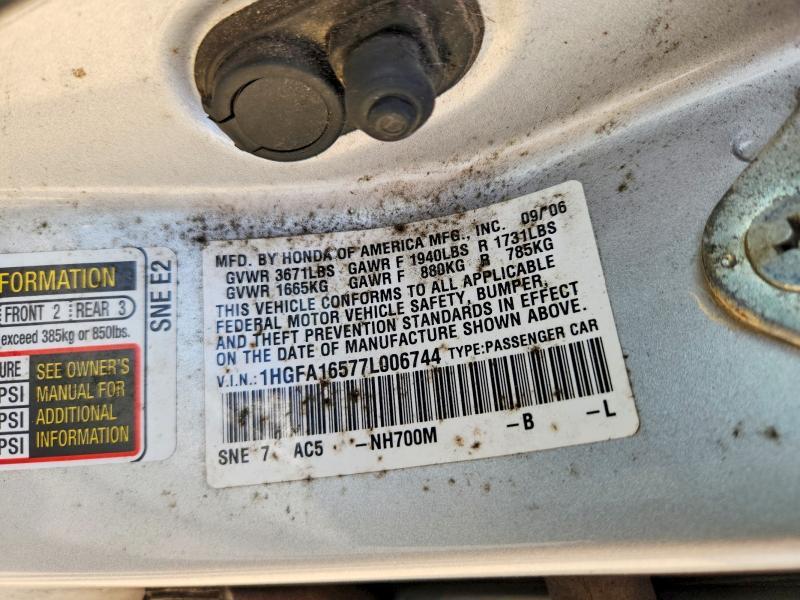 FORMATION
FRONT 2 REAR 3
exceed 385kg or 850lbs.
URE SEE OWNER'S
PSI MANUAL FOR
PSI ADDITIONAL
PSI INFORMATION
SNE E2
MFD. BY HONDA OF AMERICA MFG., INC. 09/06
GVWR 3671LBS GAWR F 1940LBS R 1731LBS
GVWR 1665KG GAWR F 880KG R 785KG
THIS VEHICLE CONFORMS TO ALL APPLICABLE
FEDERAL MOTOR VEHICLE SAFETY, BUMPER,
AND THEFT PREVENTION STANDARDS IN EFFECT
ON THE DATE OF MANUFACTURE SHOWN ABOVE.
V.I.N.: 1HGFA16577L006744 TYPE:PASSENGER CAR
SNE 7 AC5 -NH700M -B -L